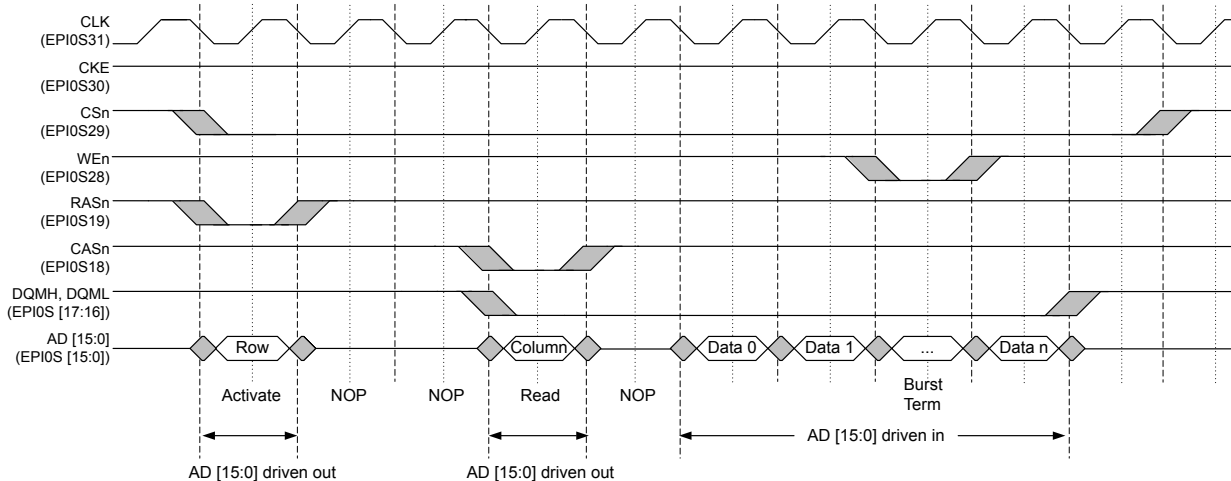 CLK
(EPI0S31)
CKE
(EPI0S30)
CSn
(EPI0S29)
WEn
(EPI0S28)
RASn
(EPI0S19)
CASn
(EPI0S18)
DQMH, DQML
(EPI0S [17:16])
AD [15:0]
(EPI0S [15:0])
Row
Column
Data 0
Data 1
...
Data n
Activate
NOP
NOP
Read
NOP
Burst
Term
AD [15:0] driven in
AD [15:0] driven out
AD [15:0] driven out